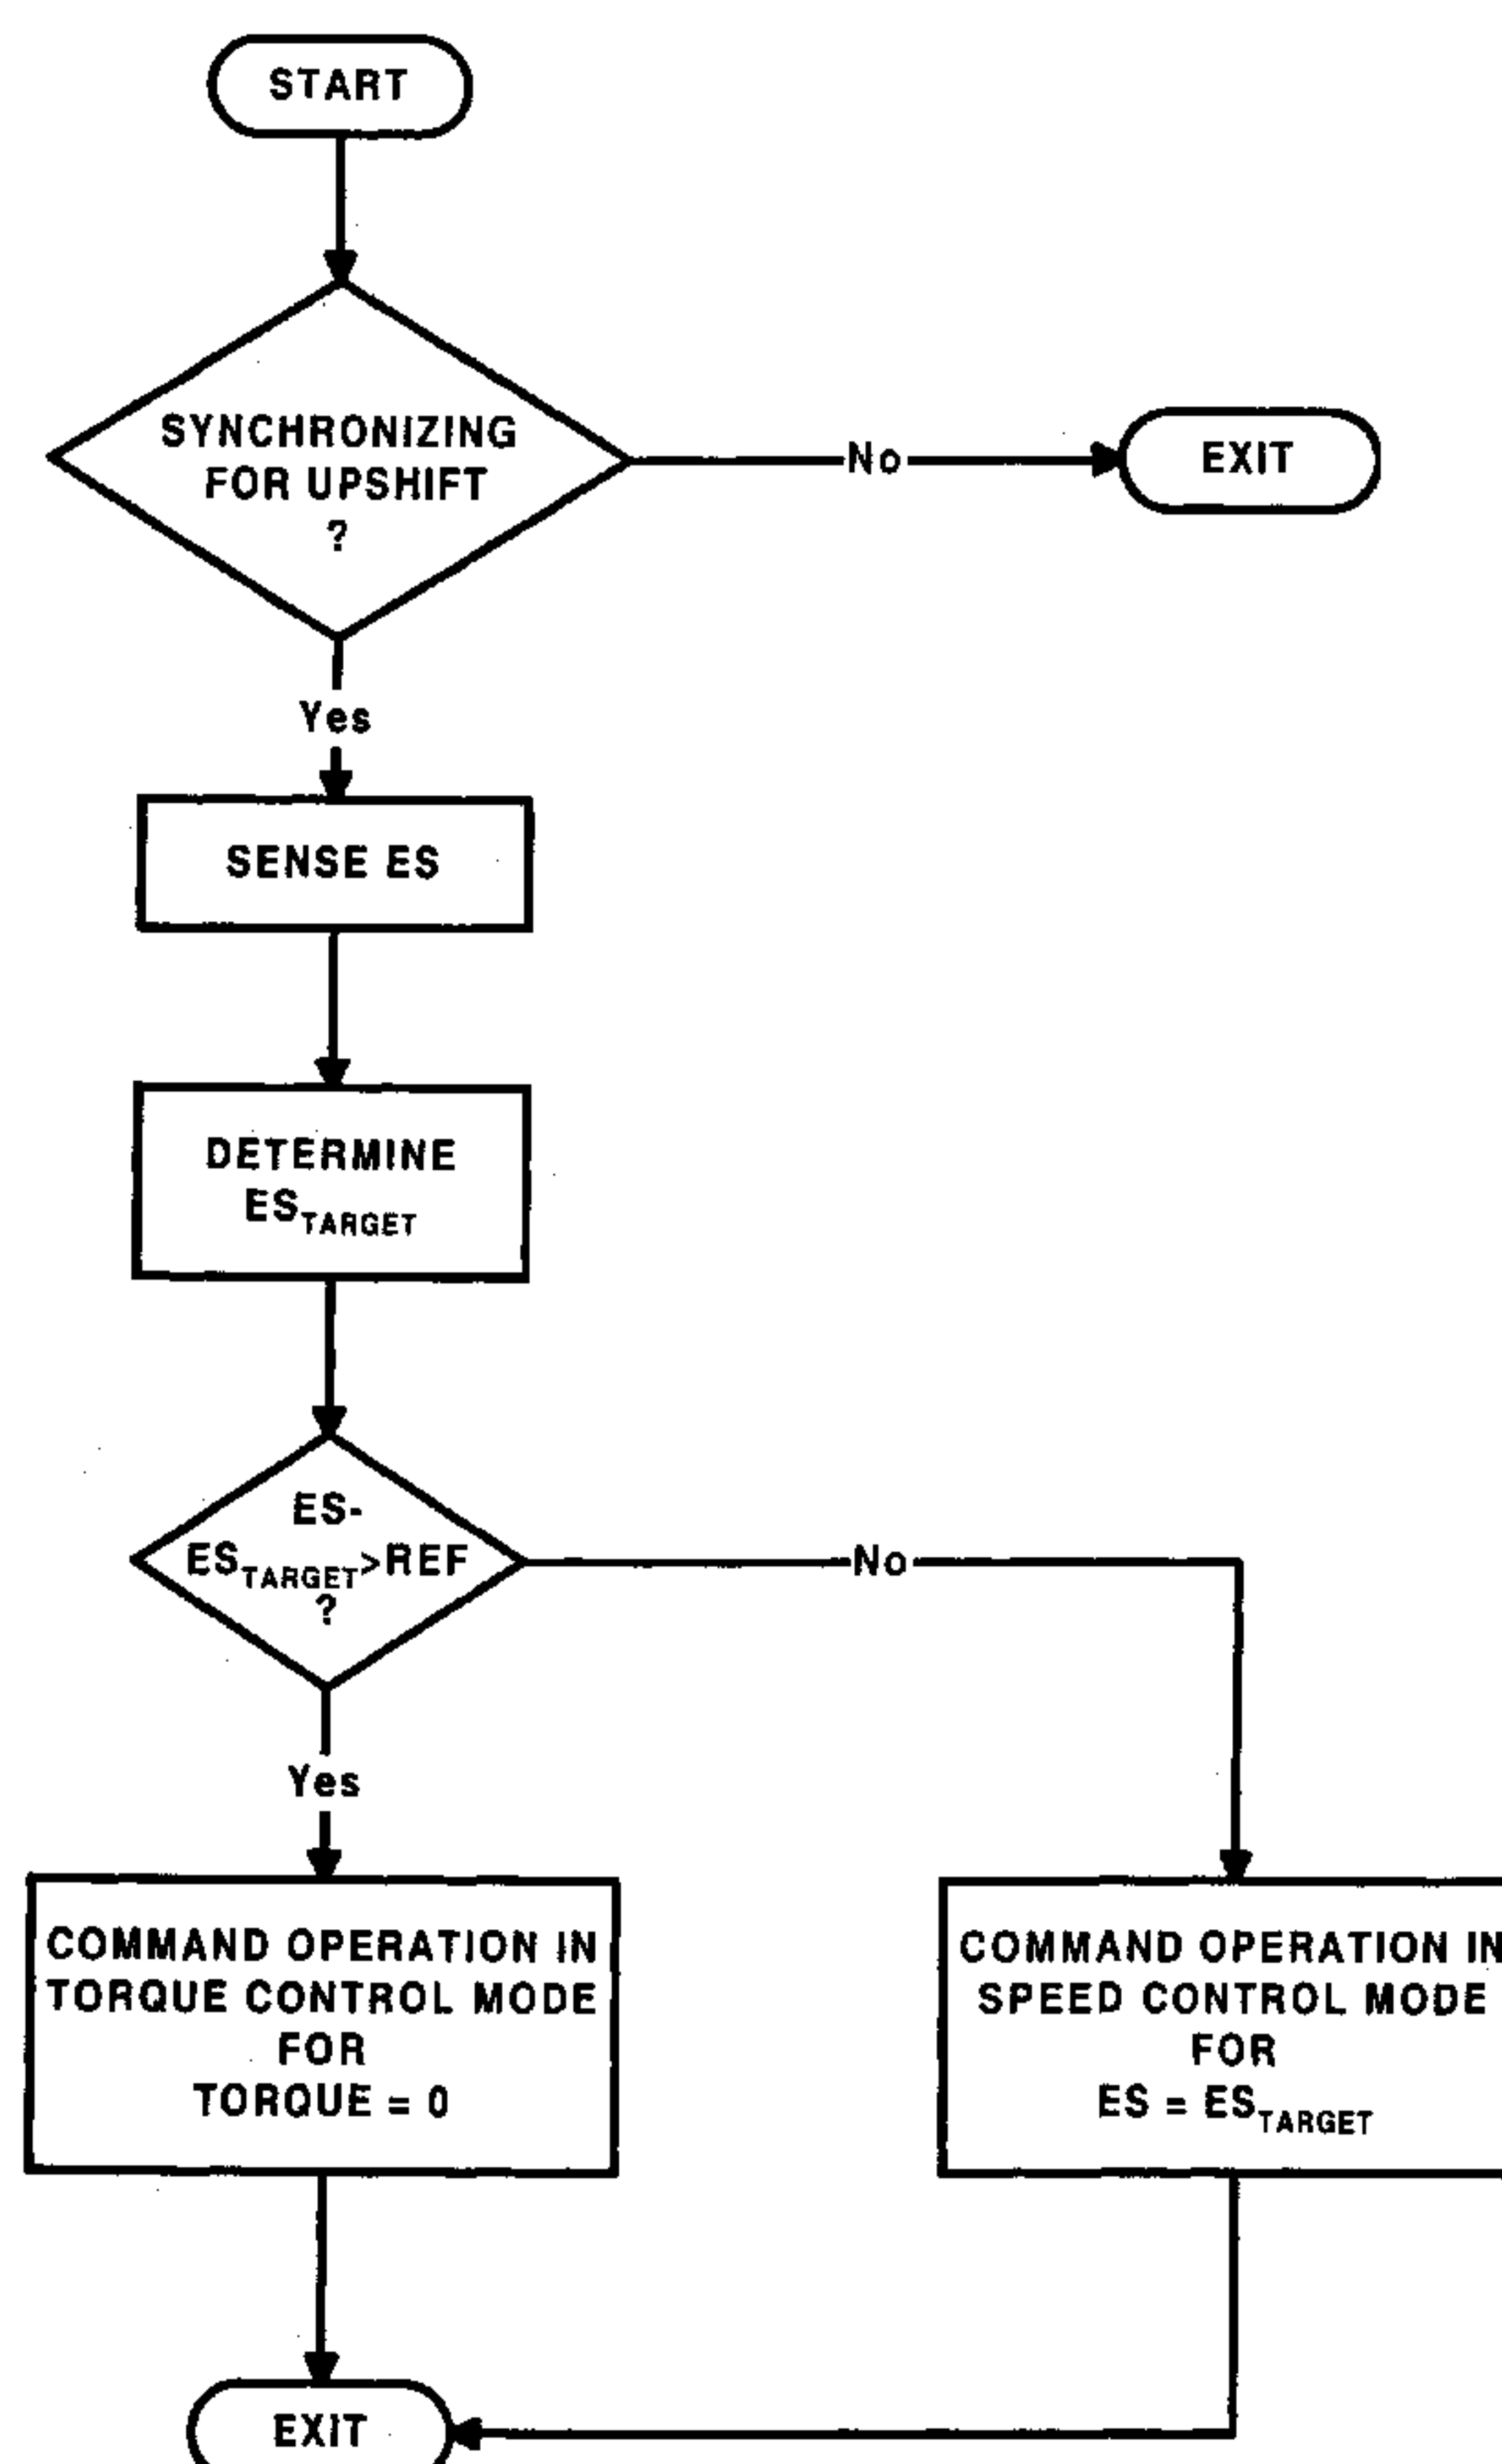 START
SYNCHRONIZING
FOR UPSHIFT
?
No
EXIT
Yes
SENSE ES
DETERMINE
ES_TARGET
ES-
ES_TARGET>REF
?
No
Yes
COMMAND OPERATION IN
TORQUE CONTROL MODE
FOR
TORQUE = 0
COMMAND OPERATION IN
SPEED CONTROL MODE
FOR
ES = ES_TARGET
EXIT